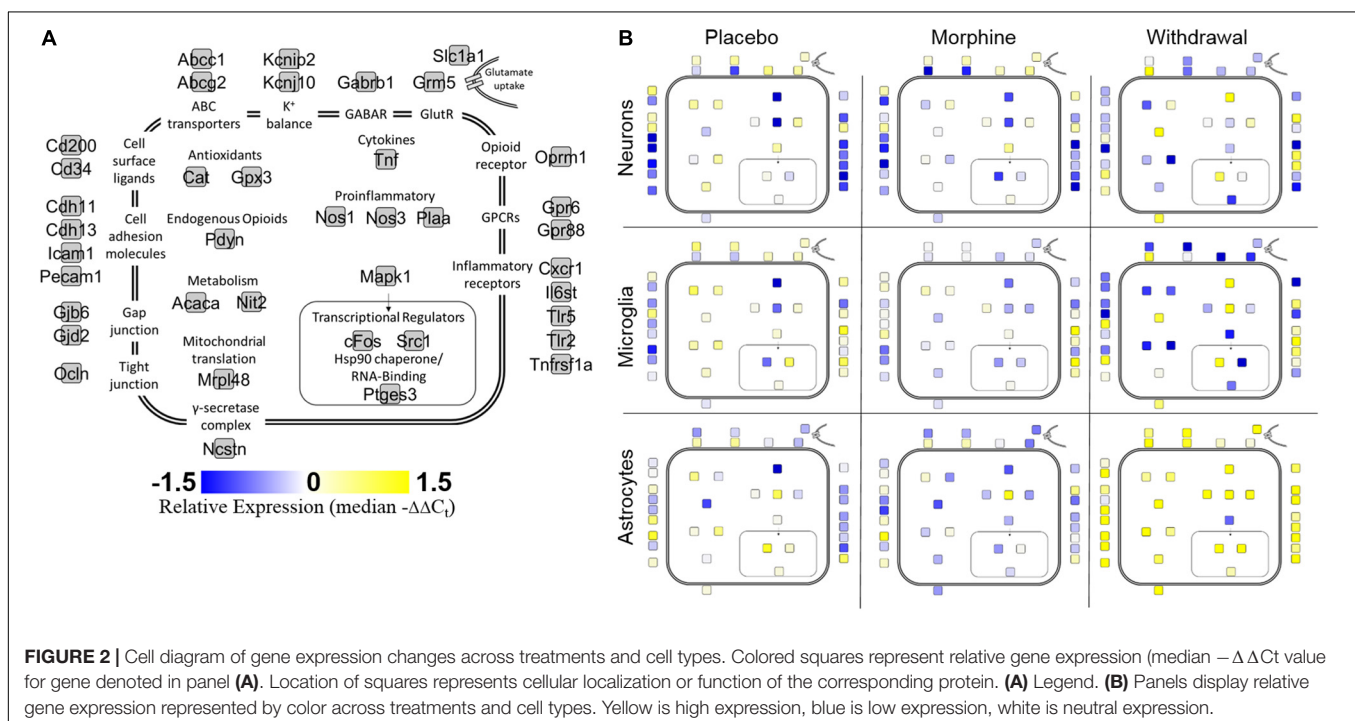 A
Abcc1
Kcnip2
Slc1a1
Abcg2
Kcnj10
Gabrb1
Grm5
Glutamate
uptake
ABC
transporters
K+
balance
GABAR
GlutR
Cd200
Cd34
Cell
surface
ligands
Antioxidants
Cat
Gpx3
Cytokines
Tnf
Opioid
receptor
Oprm1
Cdh11
Cdh13
Icam1
Pecam1
Cell
adhesion
molecules
Endogenous Opioids
Pdyn
Proinflammatory
Nos1
Nos3
Plaa
GPCRs
Gpr6
Gpr88
Metabolism
Acaca
Nit2
Mapk1
Inflammatory
receptors
Cxcr1
Il6st
Tlr5
Tlr2
Tnfrsf1a
Gjb6
Gjd2
Gap
junction
Ocln
Tight
junction
Mitochondrial
translation
Mrpl48
Transcriptional Regulators
cFos
Src1
Hsp90 chaperone/
RNA-Binding
Ptges3
γ-secretase
complex
Ncstn
-1.5
0
1.5
Relative Expression (median -ΔΔCt)
B
Placebo
Morphine
Withdrawal
Neurons
Microglia
Astrocytes
FIGURE 2 | Cell diagram of gene expression changes across treatments and cell types. Colored squares represent relative gene expression (median −ΔΔCt value
for gene denoted in panel (A). Location of squares represents cellular localization or function of the corresponding protein. (A) Legend. (B) Panels display relative
gene expression represented by color across treatments and cell types. Yellow is high expression, blue is low expression, white is neutral expression.